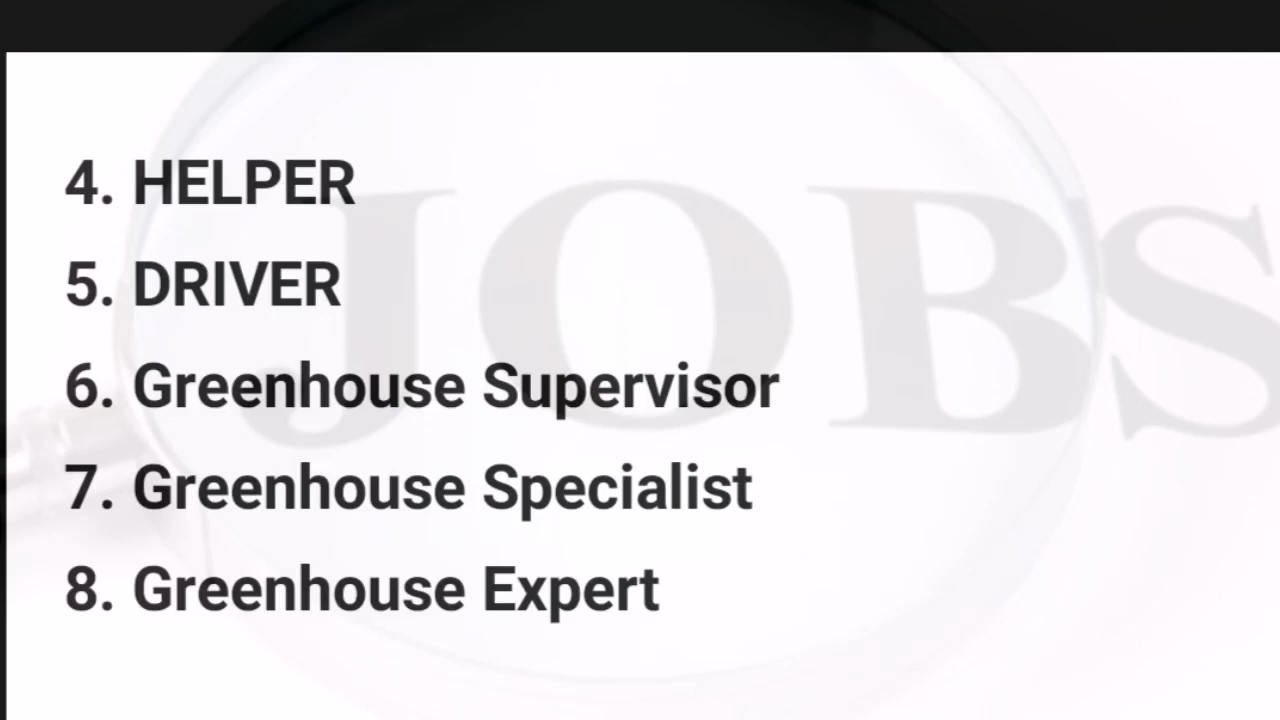 JOBS
4. HELPER
5. DRIVER
6. Greenhouse Supervisor
7. Greenhouse Specialist
8. Greenhouse Expert